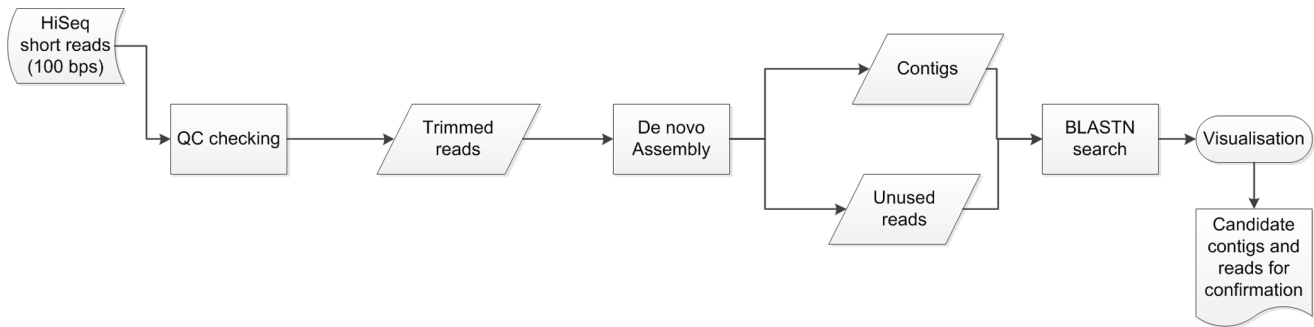 HiSeq
short reads
(100 bps)
QC checking
Trimmed
reads
De novo
Assembly
Contigs
Unused
reads
BLASTN
search
Visualisation
Candidate
contigs and
reads for
confirmation